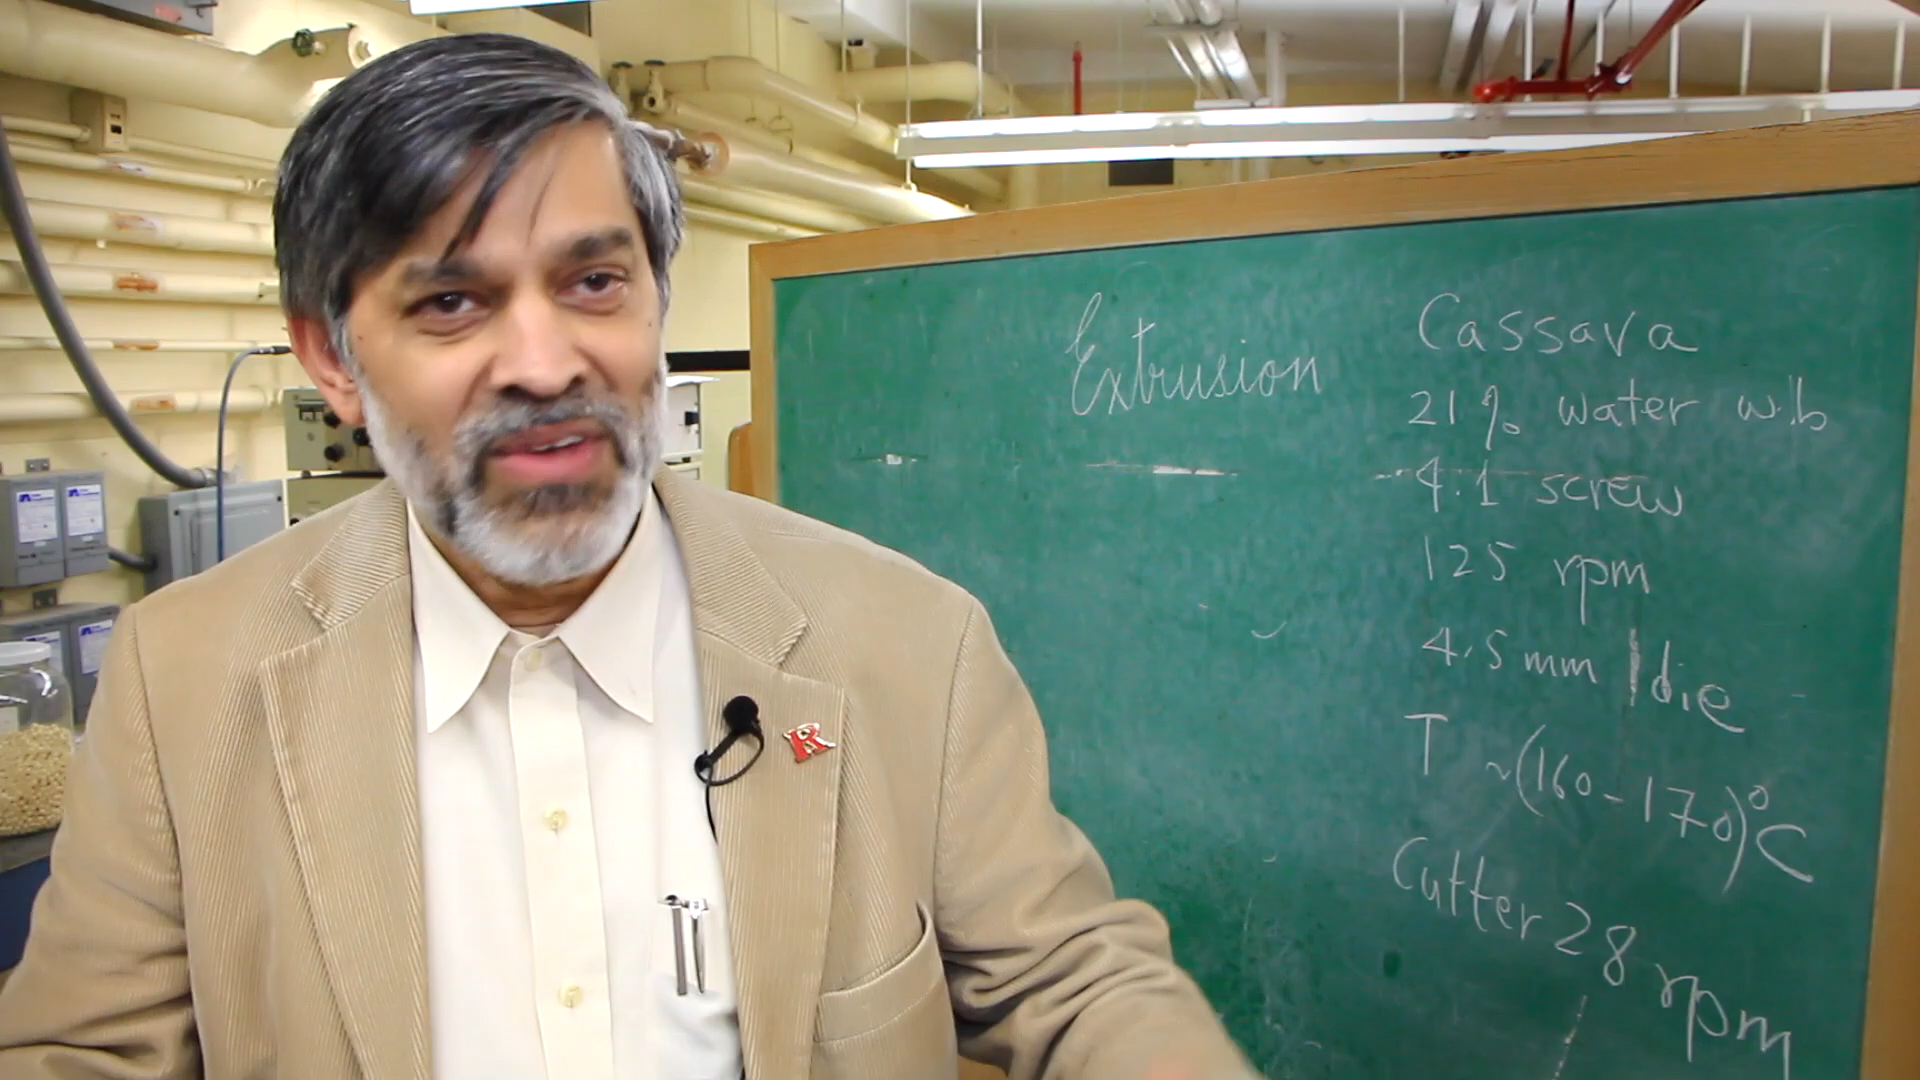 Extrusion
Cassava
21% water w.b
4.1 screw
125 rpm
4.5 mm die
T ~(160-170)°C
Cutter 28 rpm
R